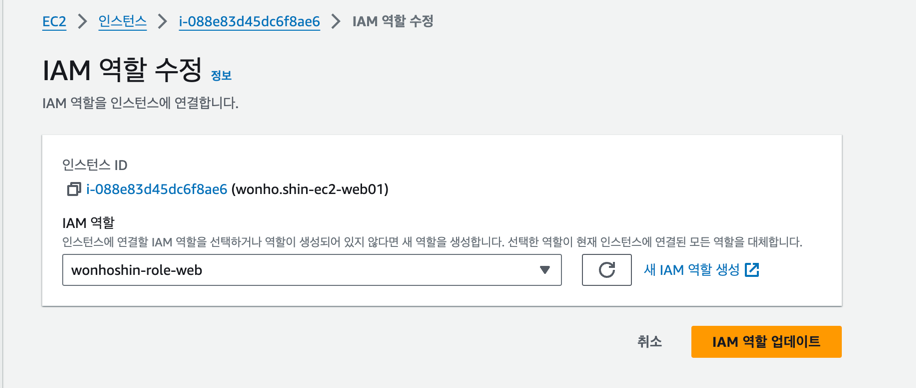 EC2 > 인스턴스 > i-088e83d45dc6f8ae6 > IAM 역할 수정
IAM 역할 수정 정보
IAM 역할을 인스턴스에 연결합니다.
인스턴스 ID
i-088e83d45dc6f8ae6 (wonho.shin-ec2-web01)
IAM 역할
인스턴스에 연결할 IAM 역할을 선택하거나 역할이 생성되어 있지 않다면 새 역할을 생성합니다. 선택한 역할이 현재 인스턴스에 연결된 모든 역할을 대체합니다.
wonhoshin-role-web 새 IAM 역할 생성
취소 IAM 역할 업데이트